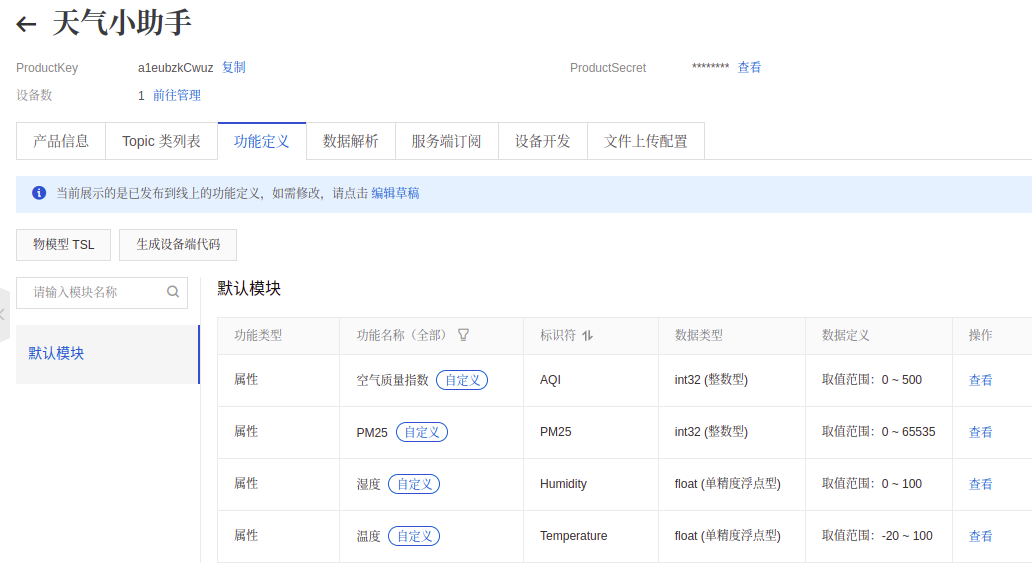 天气小助手
ProductKey a1eubzkCwuz 复制 ProductSecret ******** 查看
设备数 1 前往管理
产品信息 Topic 类列表 功能定义 数据解析 服务端订阅 设备开发 文件上传配置
当前展示的是已发布到线上的功能定义，如需修改，请点击 编辑草稿
物模型 TSL 生成设备端代码
请输入模块名称
默认模块
默认模块
功能类型 功能名称（全部） 标识符 数据类型 数据定义 操作
属性 空气质量指数 自定义 AQI int32 (整数型) 取值范围：0 ~ 500 查看
属性 PM25 自定义 PM25 int32 (整数型) 取值范围：0 ~ 65535 查看
属性 湿度 自定义 Humidity float (单精度浮点型) 取值范围：0 ~ 100 查看
属性 温度 自定义 Temperature float (单精度浮点型) 取值范围：-20 ~ 100 查看